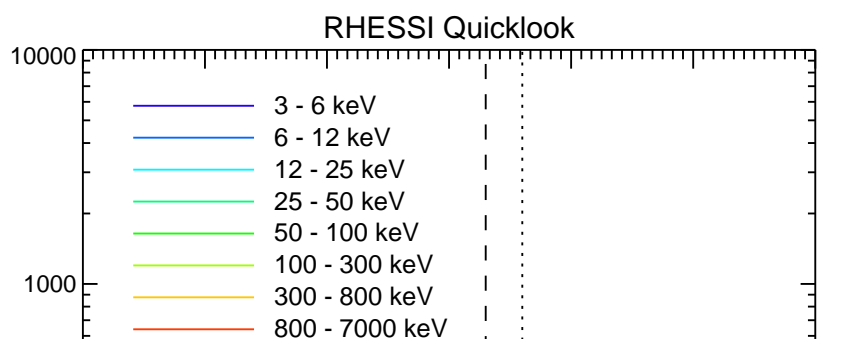 RHESSI Quicklook
10000
3 - 6 keV
6 - 12 keV
12 - 25 keV
25 - 50 keV
50 - 100 keV
100 - 300 keV
1000
300 - 800 keV
800 - 7000 keV